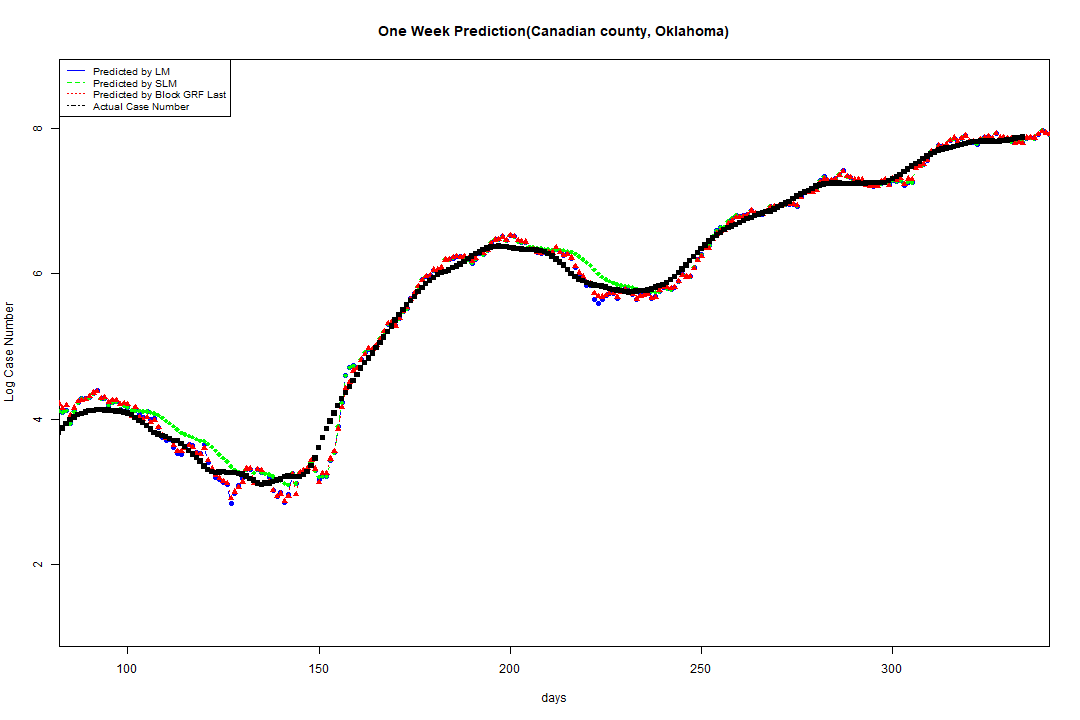 One Week Prediction(Canadian county, Oklahoma)
Predicted by LM
Predicted by SLM
Predicted by Block GRF Last
Actual Case Number
8
6
4
2
Log Case Number
100 150 200 250 300
days